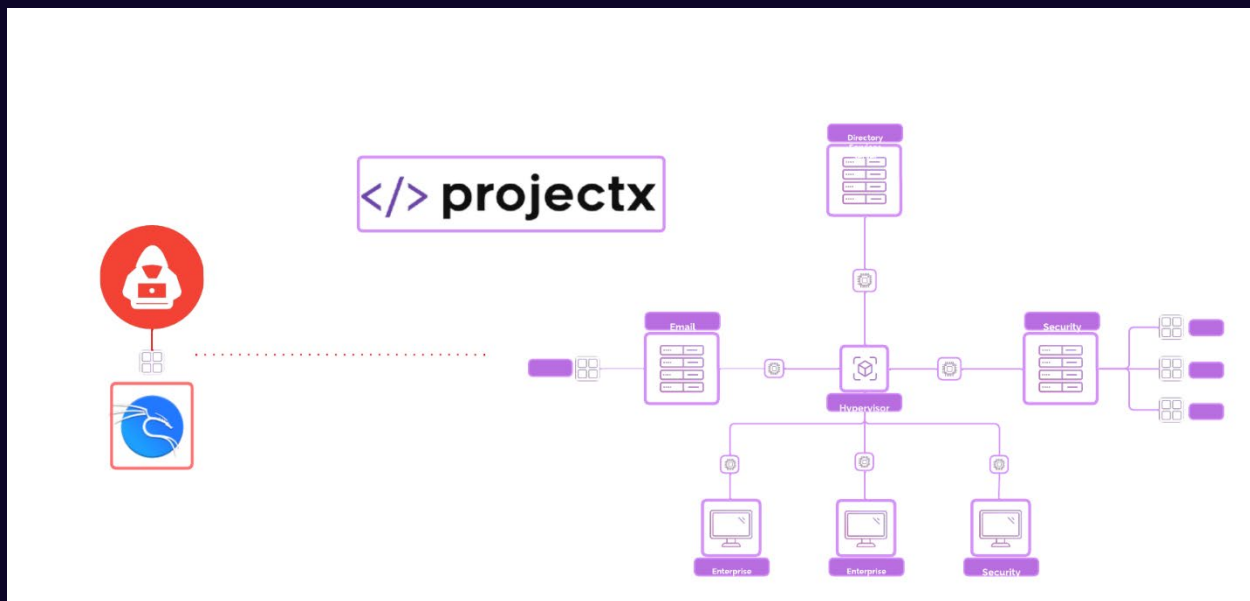 Directory
</> projectx
Email
Security
Hypervisor
Enterprise
Enterprise
Security